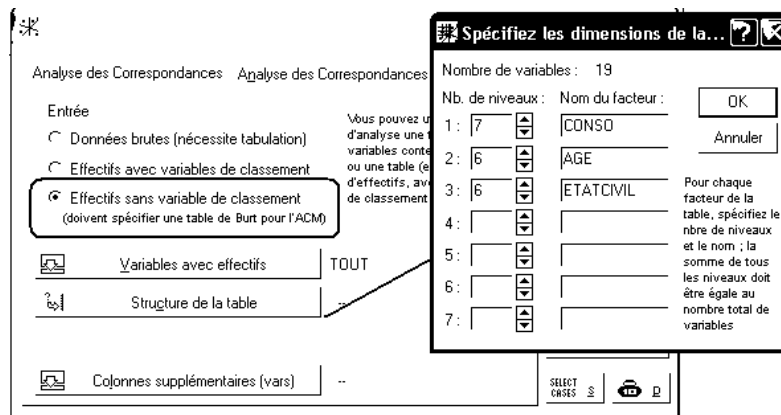 Analyse des Correspondances Analyse des Correspondances
Entrée
Données brutes (nécessite tabulation)
Effectifs avec variables de classement
Effectifs sans variable de classement
(doivent spécifier une table de Burt pour l'ACM)
Vous pouvez
d'analyse une
variables conte
ou une table (e
d'effectifs, av
de classement
Variables avec effectifs
TOUT
Structure de la table
--
Colonnes supplémentaires (vars)
--
SELECT
CASES S
D
Spécifiez les dimensions de la...
Nombre de variables : 19
Nb. de niveaux : Nom du facteur :
1 : 7 CONSO
2 : 6 AGE
3 : 6 ETATCIVIL
4 :
5 :
6 :
7 :
OK
Annuler
Pour chaque
facteur de la
table, spécifiez le
nbre de niveaux
et le nom ; la
somme de tous
les niveaux doit
être égale au
nombre total de
variables